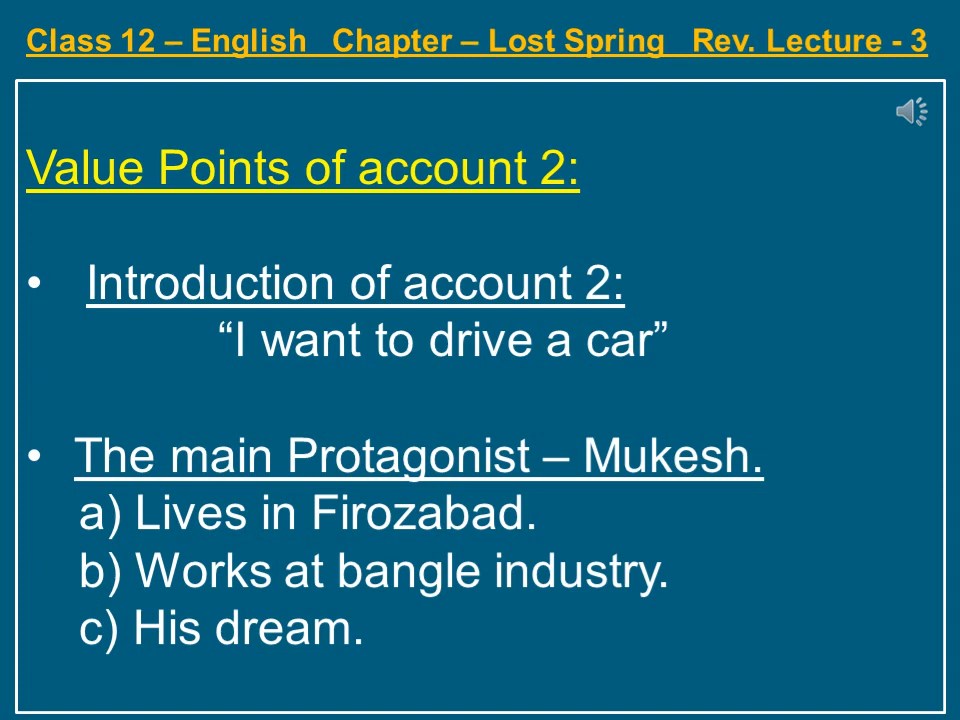 Class 12 – English   Chapter – Lost Spring   Rev. Lecture - 3
Value Points of account 2:
• Introduction of account 2:
“I want to drive a car”
• The main Protagonist – Mukesh.
a) Lives in Firozabad.
b) Works at bangle industry.
c) His dream.